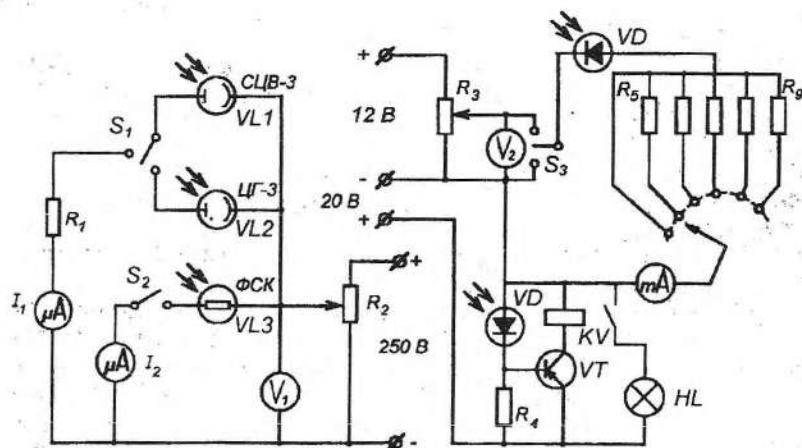 СЦВ-3
VL1
S₁
ЦГ-3
VL2
R₁
S₂
ФСК
VL3
I₁
μA
μA
I₂
V₁
R₂
+
250 В
-
+
R₃
12 В
-
20 В
+
V₂
S₃
VD
R₅
R₉
VD
mA
KV
VT
R₄
HL